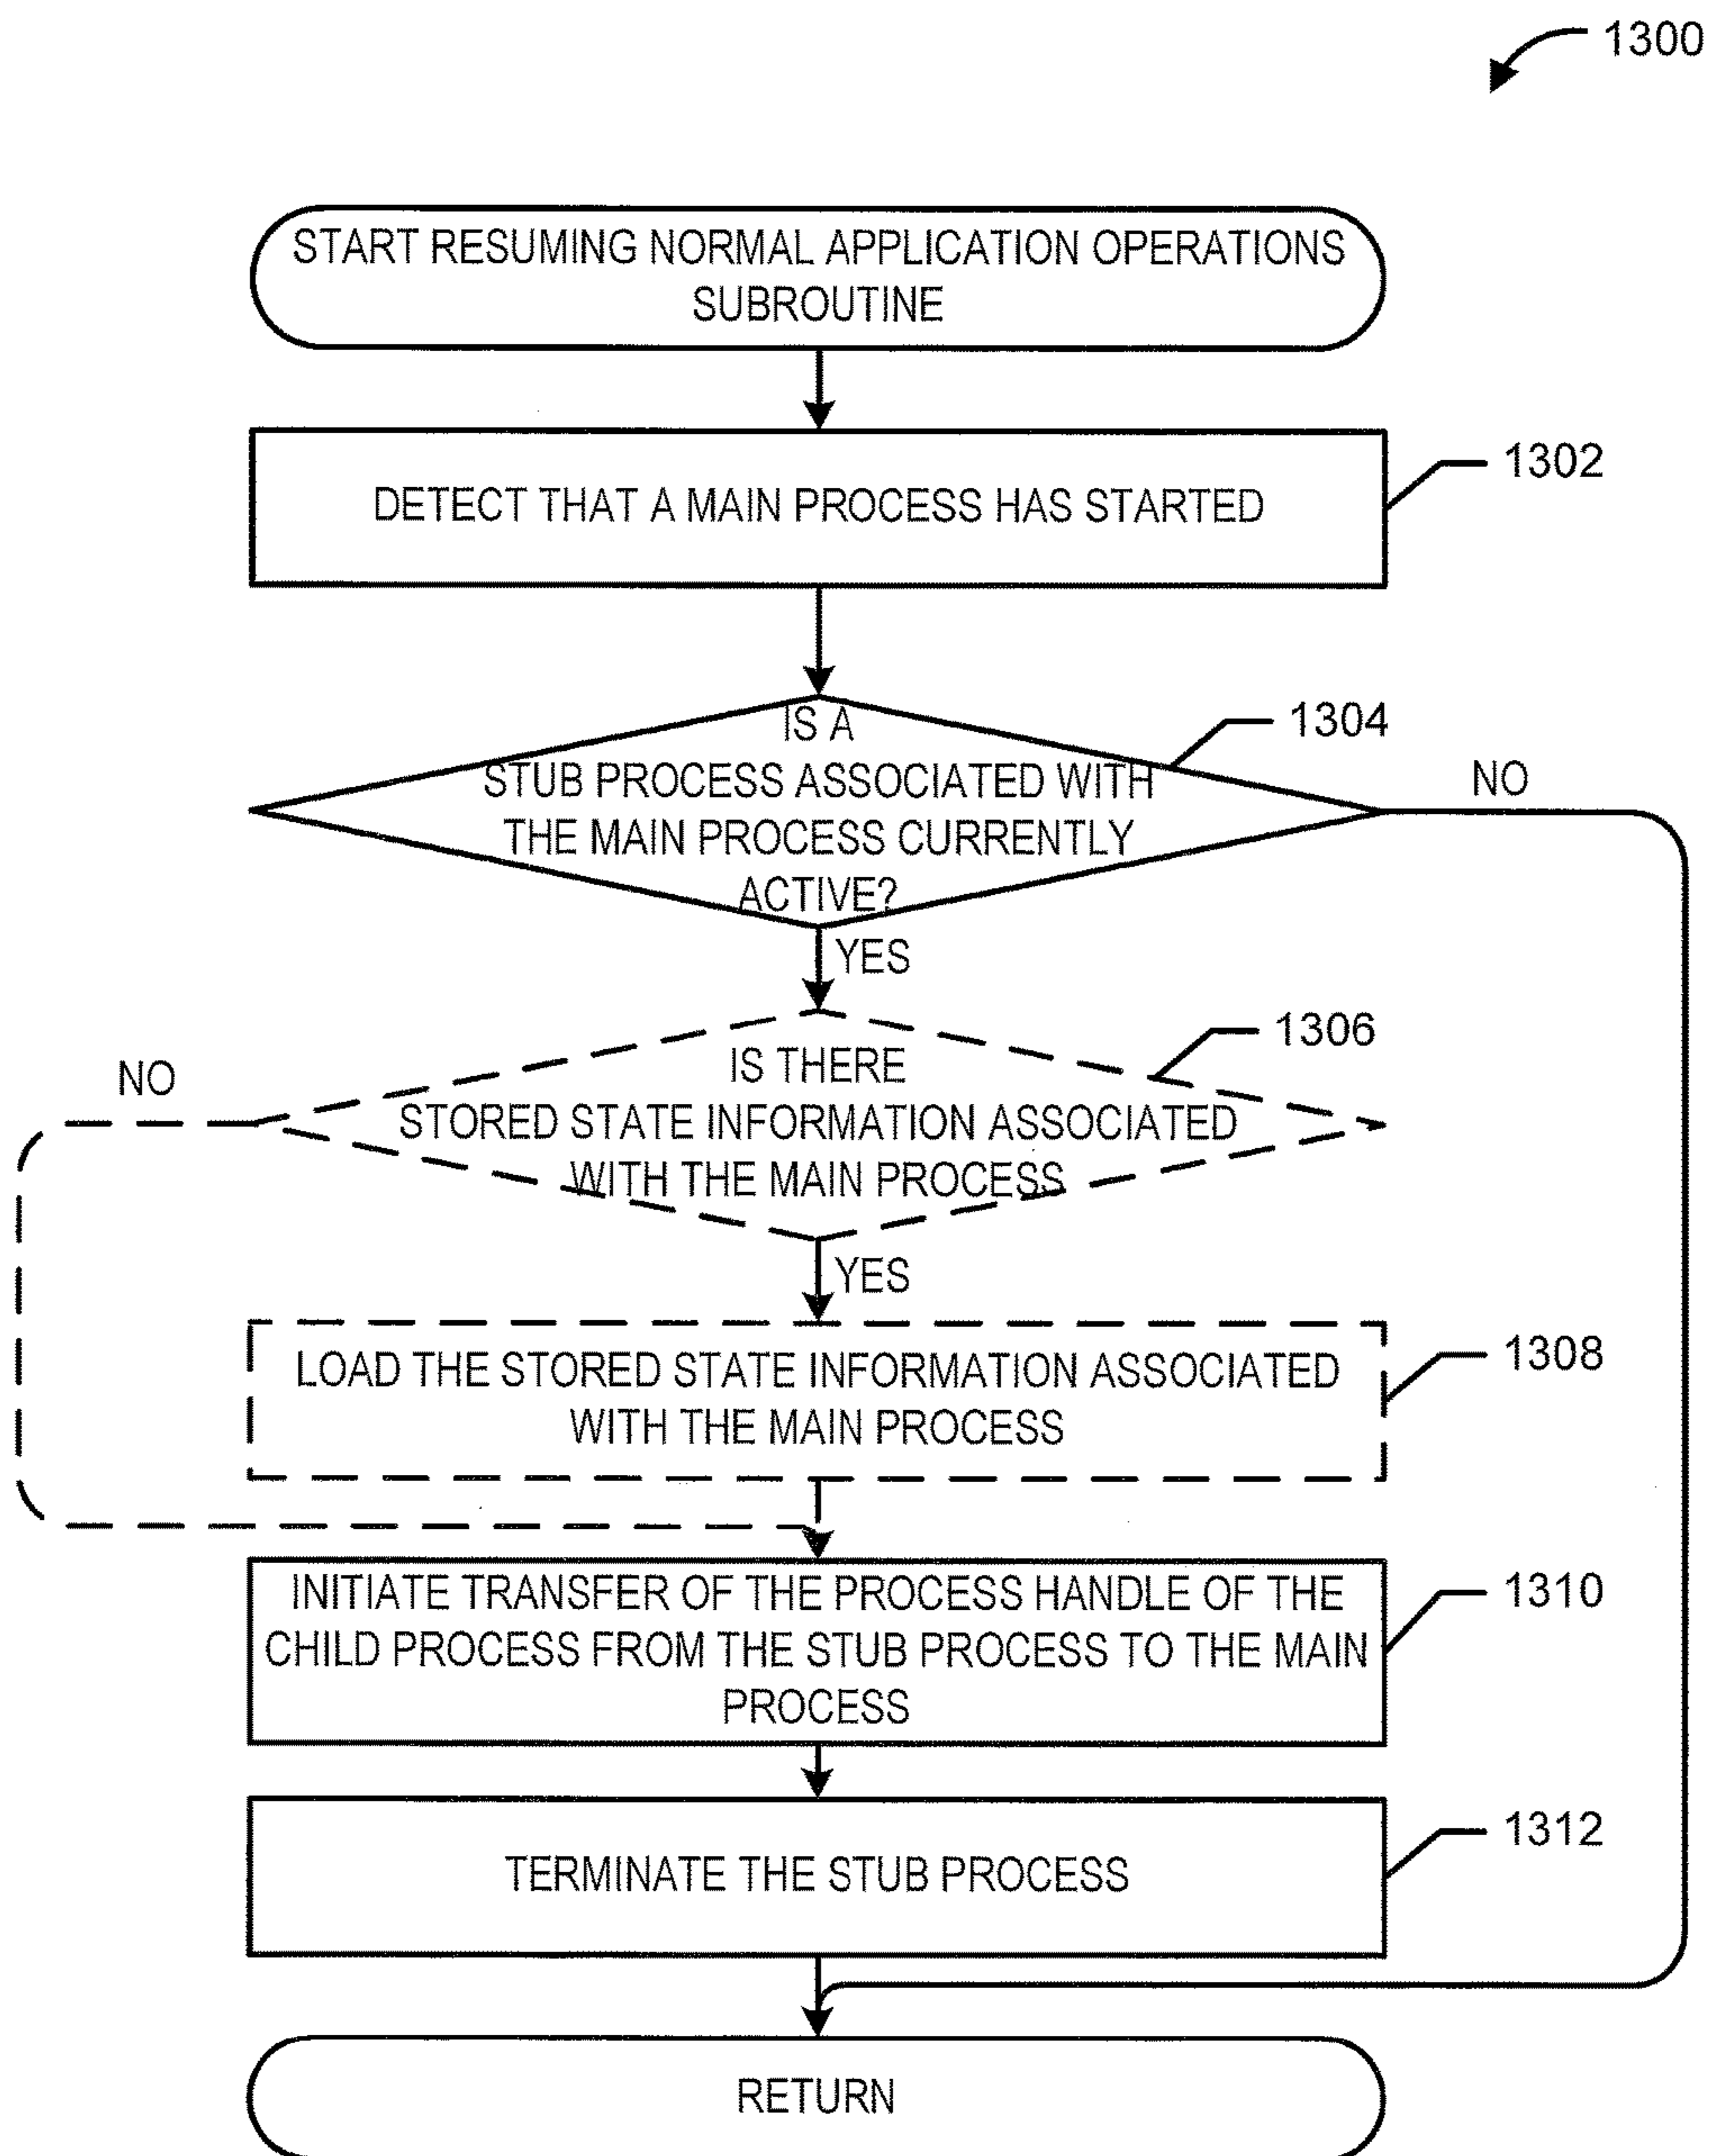 1300
START RESUMING NORMAL APPLICATION OPERATIONS
SUBROUTINE
DETECT THAT A MAIN PROCESS HAS STARTED
1302
IS A
STUB PROCESS ASSOCIATED WITH
THE MAIN PROCESS CURRENTLY
ACTIVE?
1304
NO
YES
IS THERE
STORED STATE INFORMATION ASSOCIATED
WITH THE MAIN PROCESS
1306
NO
YES
LOAD THE STORED STATE INFORMATION ASSOCIATED
WITH THE MAIN PROCESS
1308
INITIATE TRANSFER OF THE PROCESS HANDLE OF THE
CHILD PROCESS FROM THE STUB PROCESS TO THE MAIN
PROCESS
1310
TERMINATE THE STUB PROCESS
1312
RETURN